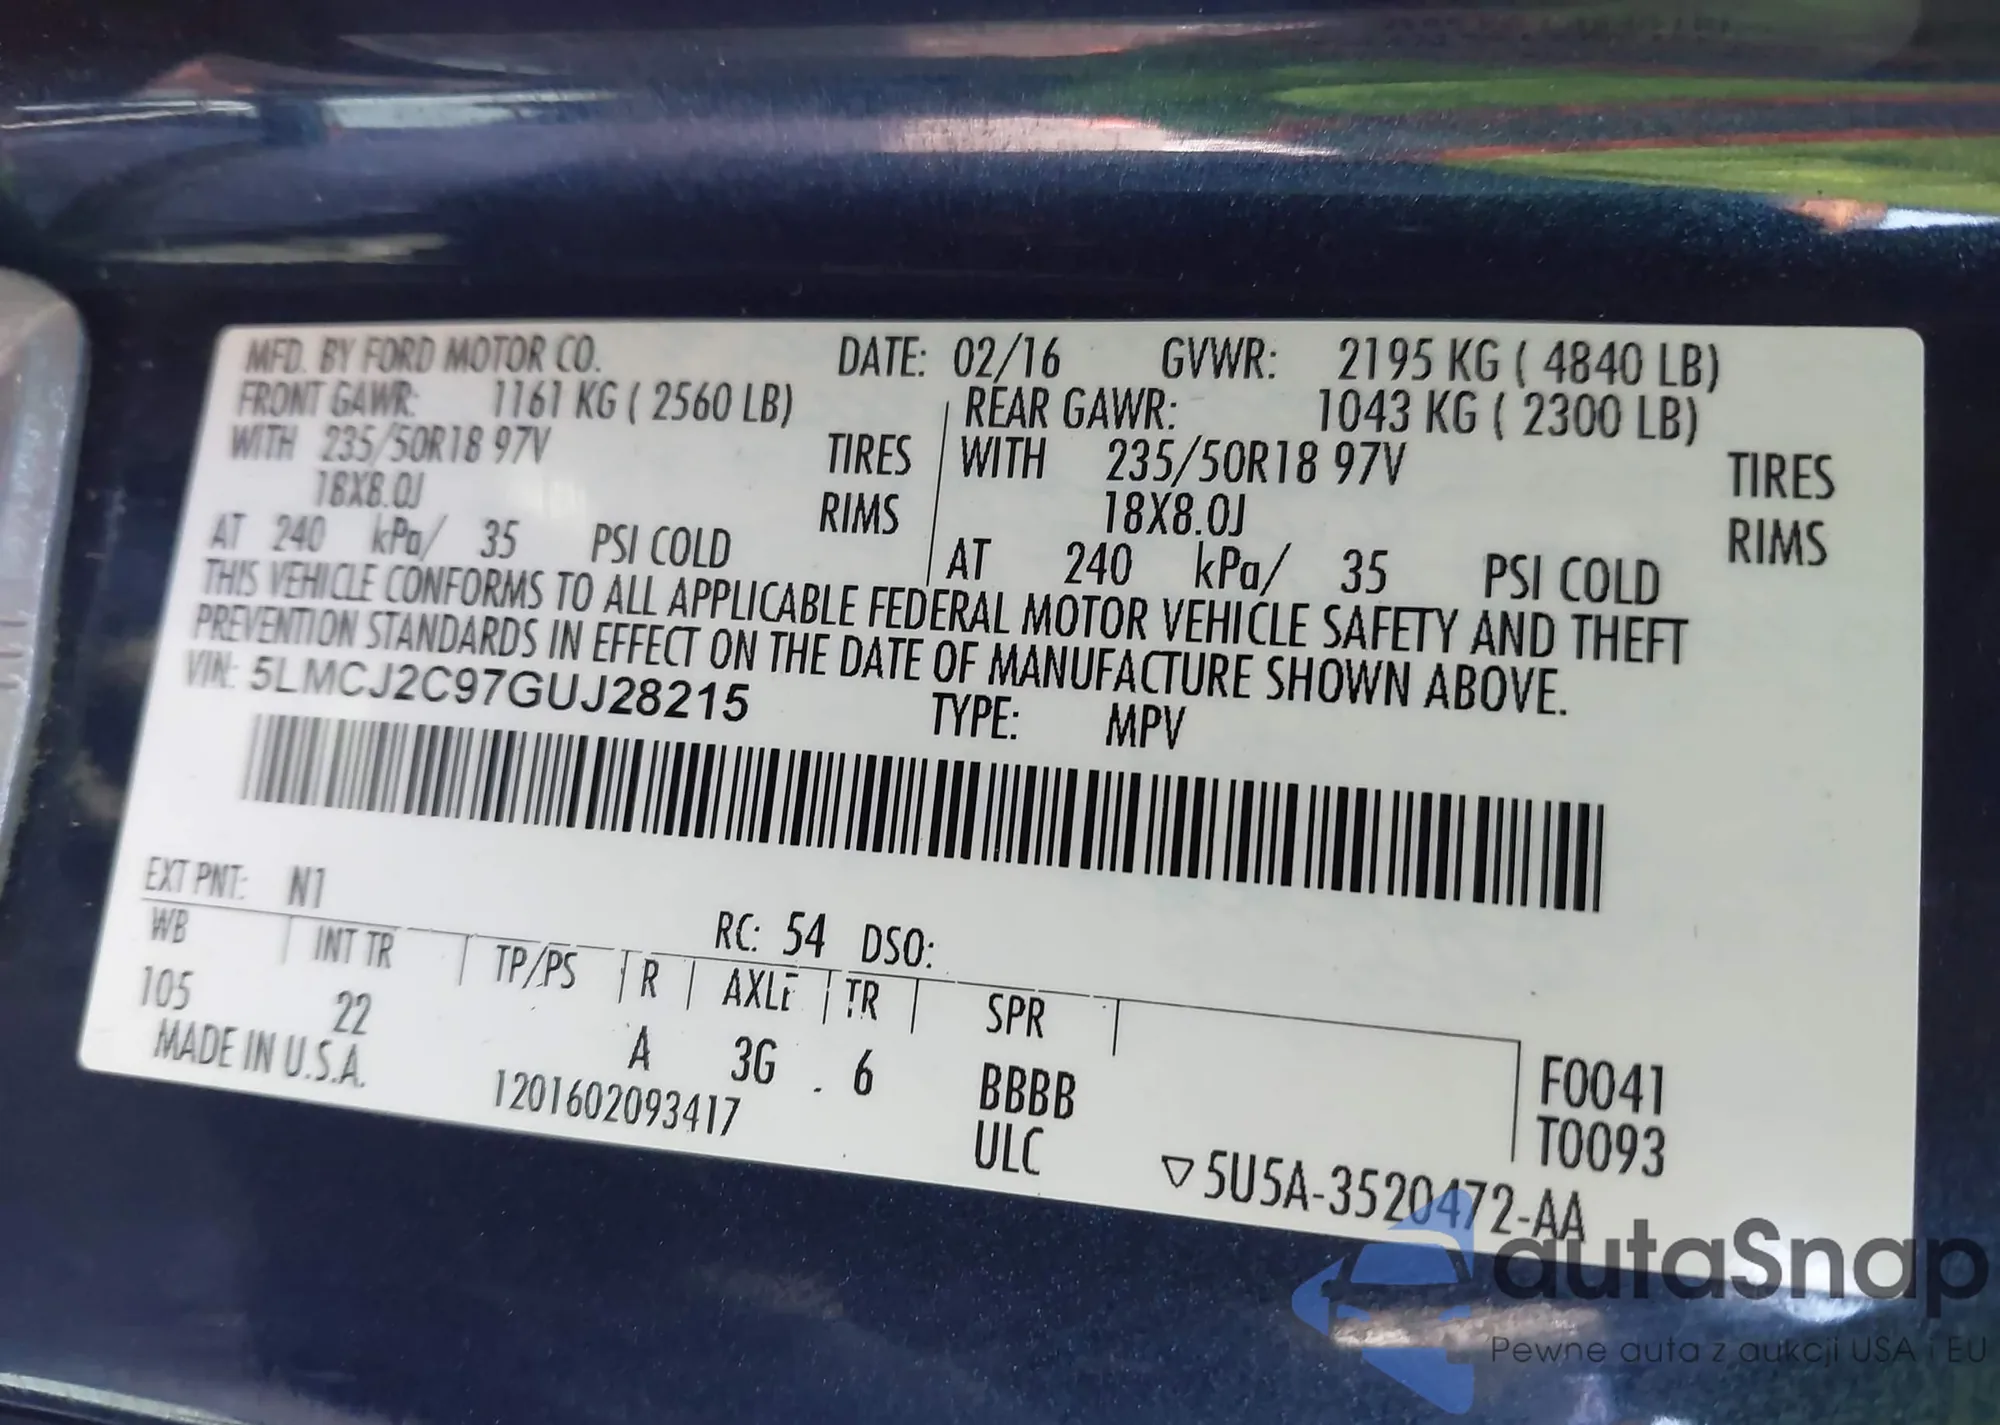 MFD. BY FORD MOTOR CO. DATE: 02/16 GVWR: 2195 KG ( 4840 LB)
FRONT GAWR: 1161 KG ( 2560 LB) REAR GAWR: 1043 KG ( 2300 LB)
WITH 235/50R18 97V TIRES WITH 235/50R18 97V TIRES
18X8.0J RIMS 18X8.0J RIMS
AT 240 kPa/ 35 PSI COLD AT 240 kPa/ 35 PSI COLD
THIS VEHICLE CONFORMS TO ALL APPLICABLE FEDERAL MOTOR VEHICLE SAFETY AND THEFT
PREVENTION STANDARDS IN EFFECT ON THE DATE OF MANUFACTURE SHOWN ABOVE.
VIN: 5LMCJ2C97GUJ28215 TYPE: MPV
EXT PNT: N1 RC: 54 DSO:
WB INT TR TP/PS R AXLE TR SPR
105 22 A 3G . 6 BBBB F0041
MADE IN U.S.A. 1201602093417 ULC T0093
▽5U5A-3520472-AA
autaSnap
Pewne auta z aukcji USA i EU